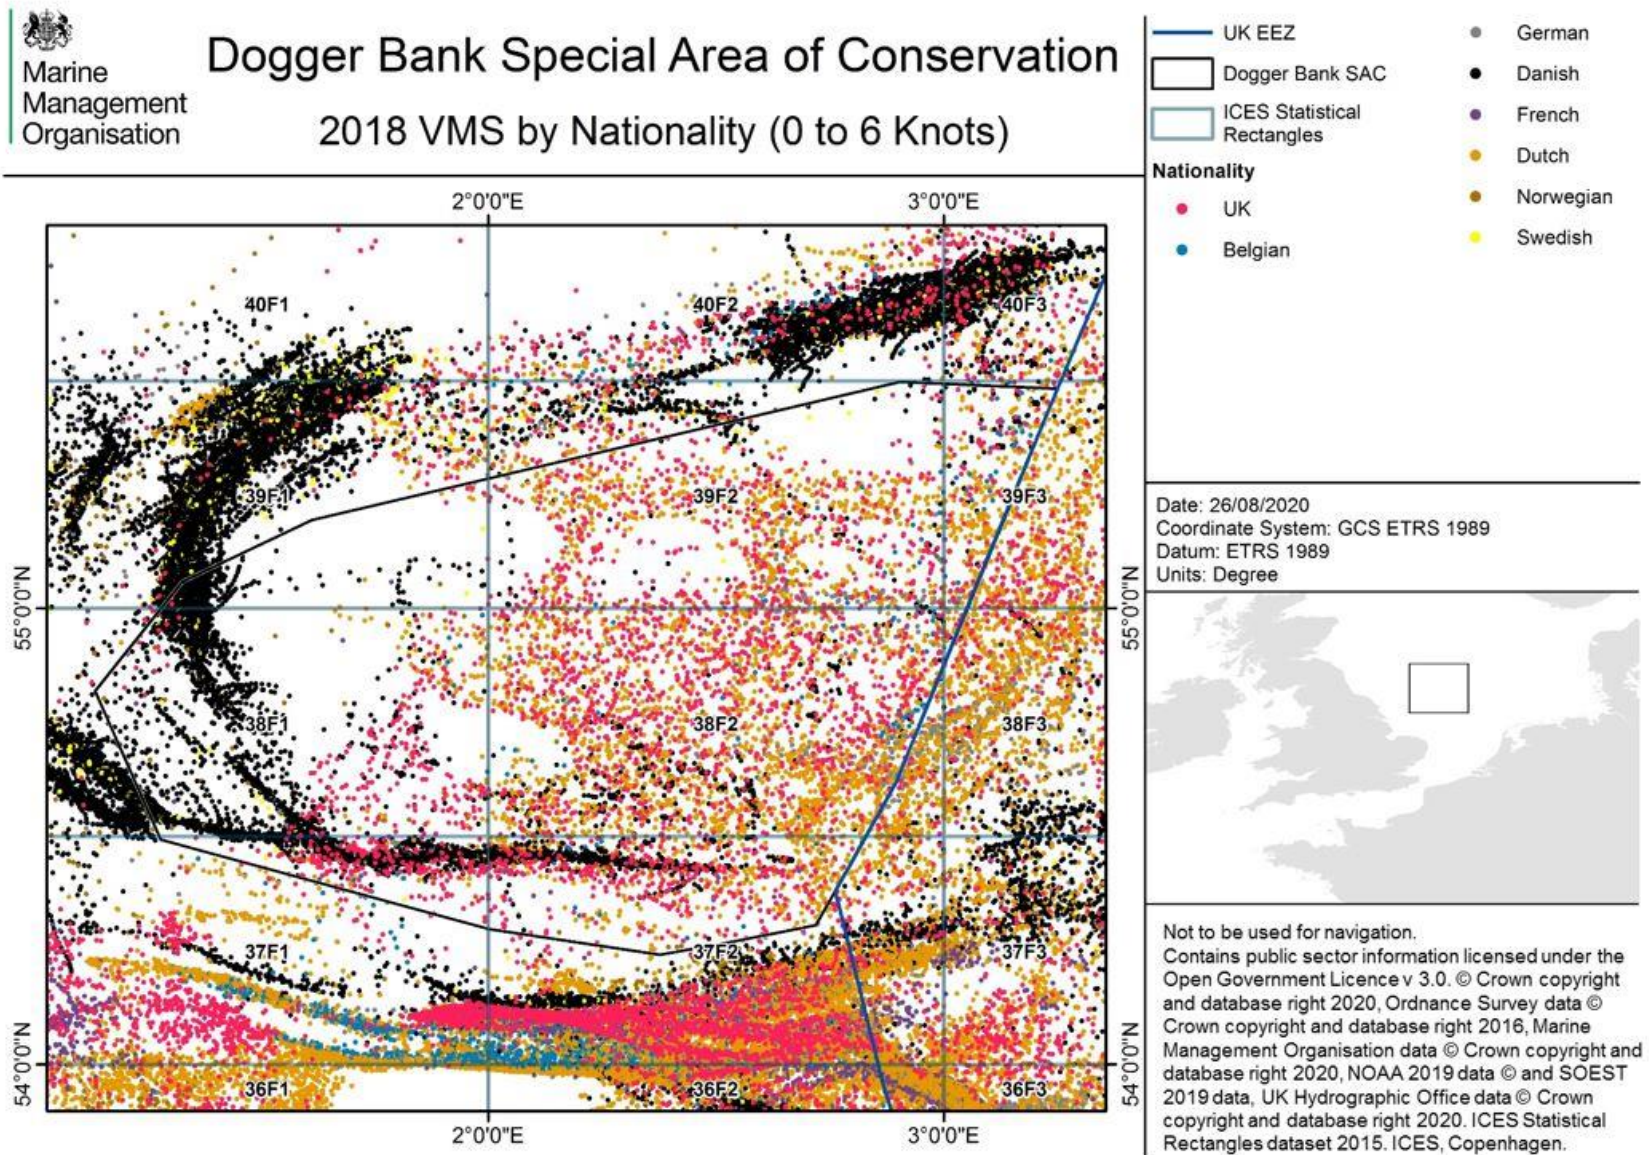 Marine
Management
Organisation
Dogger Bank Special Area of Conservation
2018 VMS by Nationality (0 to 6 Knots)
UK EEZ
Dogger Bank SAC
ICES Statistical
Rectangles
Nationality
UK
Belgian
German
Danish
French
Dutch
Norwegian
Swedish
2°0'0"E
3°0'0"E
40F1
40F2
40F3
39F1
39F2
39F3
55°0'0"N
55°0'0"N
38F1
38F2
38F3
37F1
37F2
37F3
54°0'0"N
54°0'0"N
36F1
36F2
36F3
2°0'0"E
3°0'0"E
Date: 26/08/2020
Coordinate System: GCS ETRS 1989
Datum: ETRS 1989
Units: Degree
Not to be used for navigation.
Contains public sector information licensed under the
Open Government Licence v 3.0. © Crown copyright
and database right 2020, Ordnance Survey data ©
Crown copyright and database right 2016, Marine
Management Organisation data © Crown copyright and
database right 2020, NOAA 2019 data © and SOEST
2019 data, UK Hydrographic Office data © Crown
copyright and database right 2020. ICES Statistical
Rectangles dataset 2015. ICES, Copenhagen.